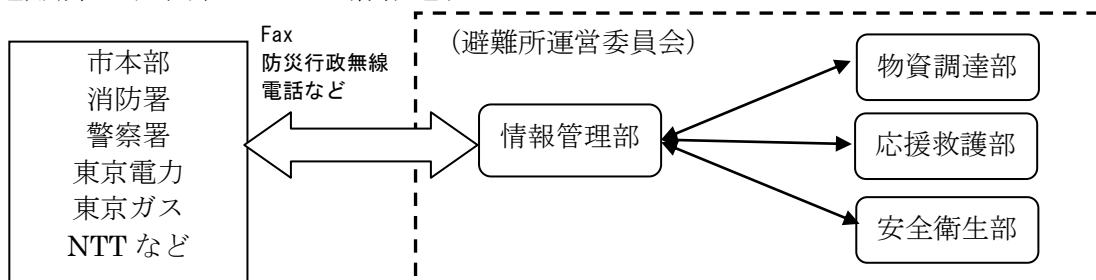 市本部
消防署
警察署
東京電力
東京ガス
NTT など
Fax
防災行政無線
電話など
(避難所運営委員会)
情報管理部
物資調達部
応援救護部
安全衛生部